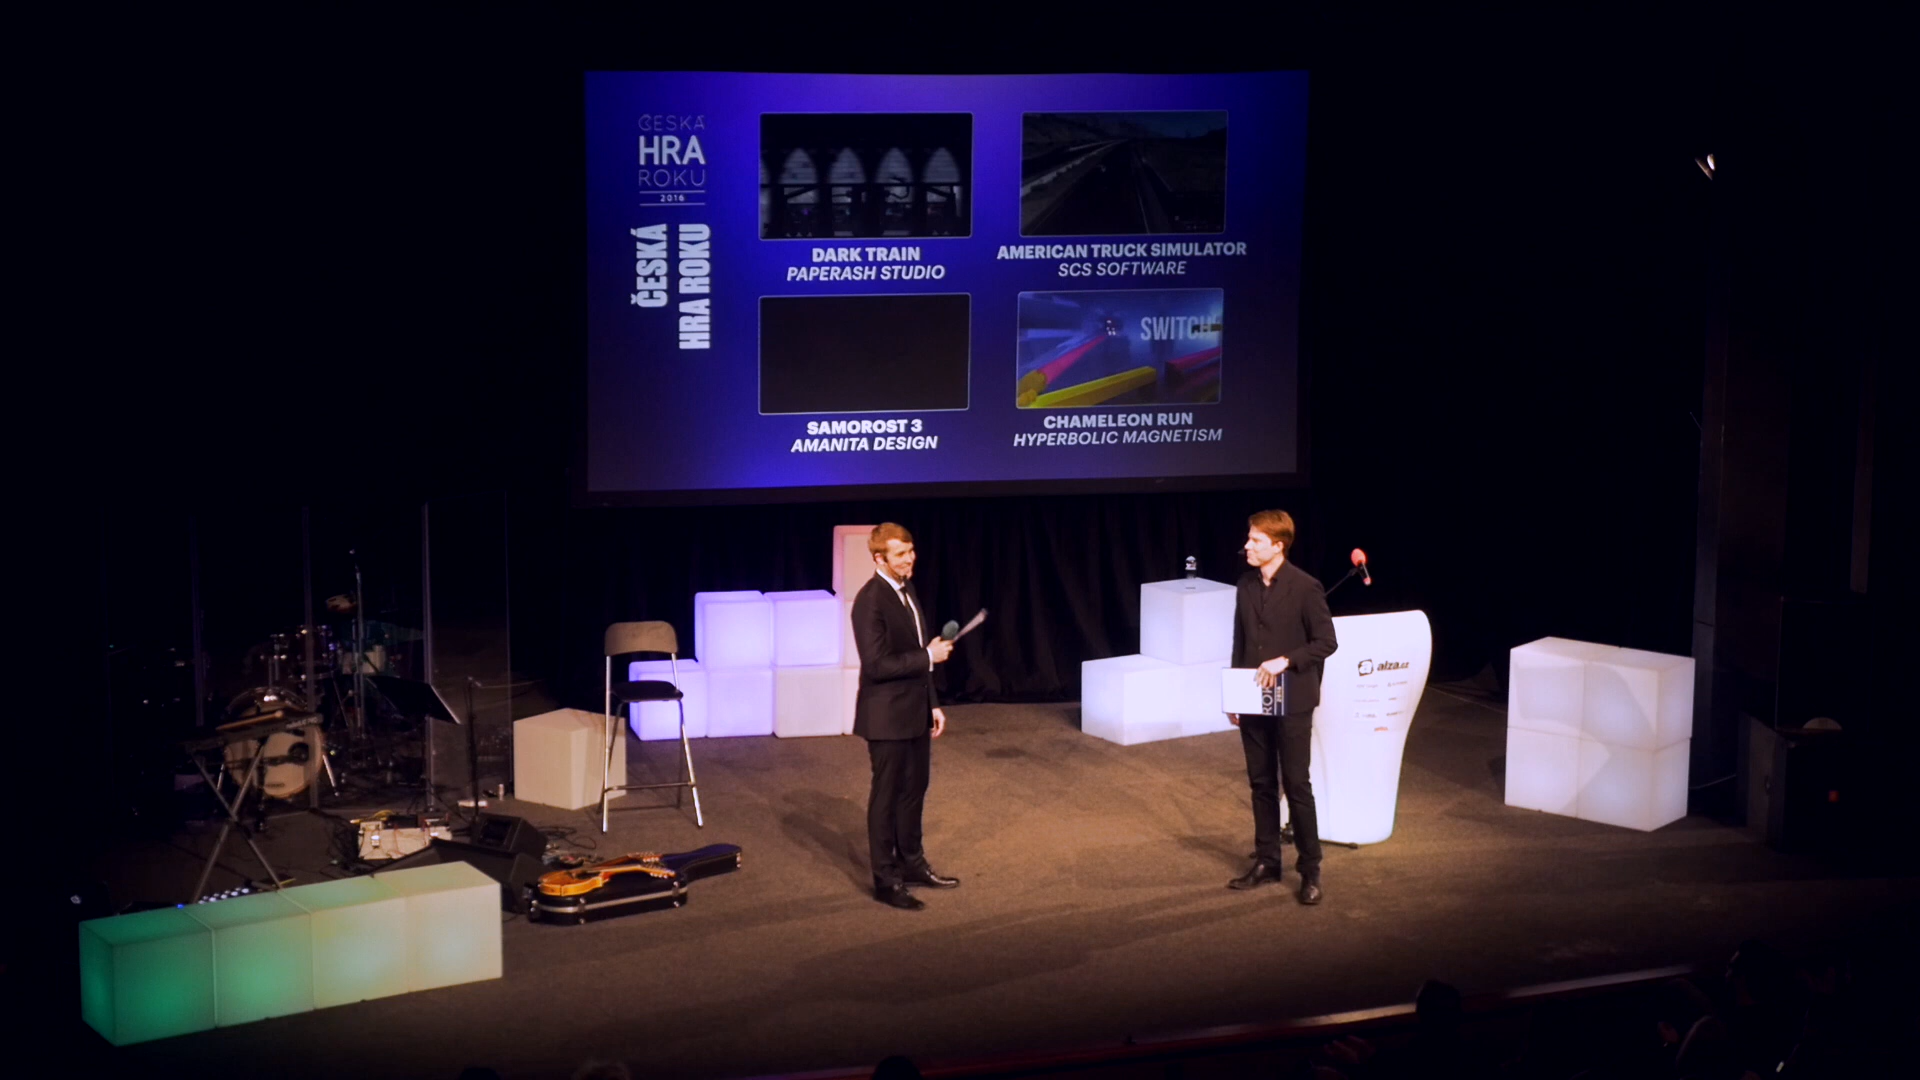 ČESKÁ
HRA
ROKU
2016
ČESKÁ
HRA ROKU
DARK TRAIN
PAPERASH STUDIO
AMERICAN TRUCK SIMULATOR
SCS SOFTWARE
SWITCH
SAMOROST 3
AMANITA DESIGN
CHAMELEON RUN
HYPERBOLIC MAGNETISM
alza.cz